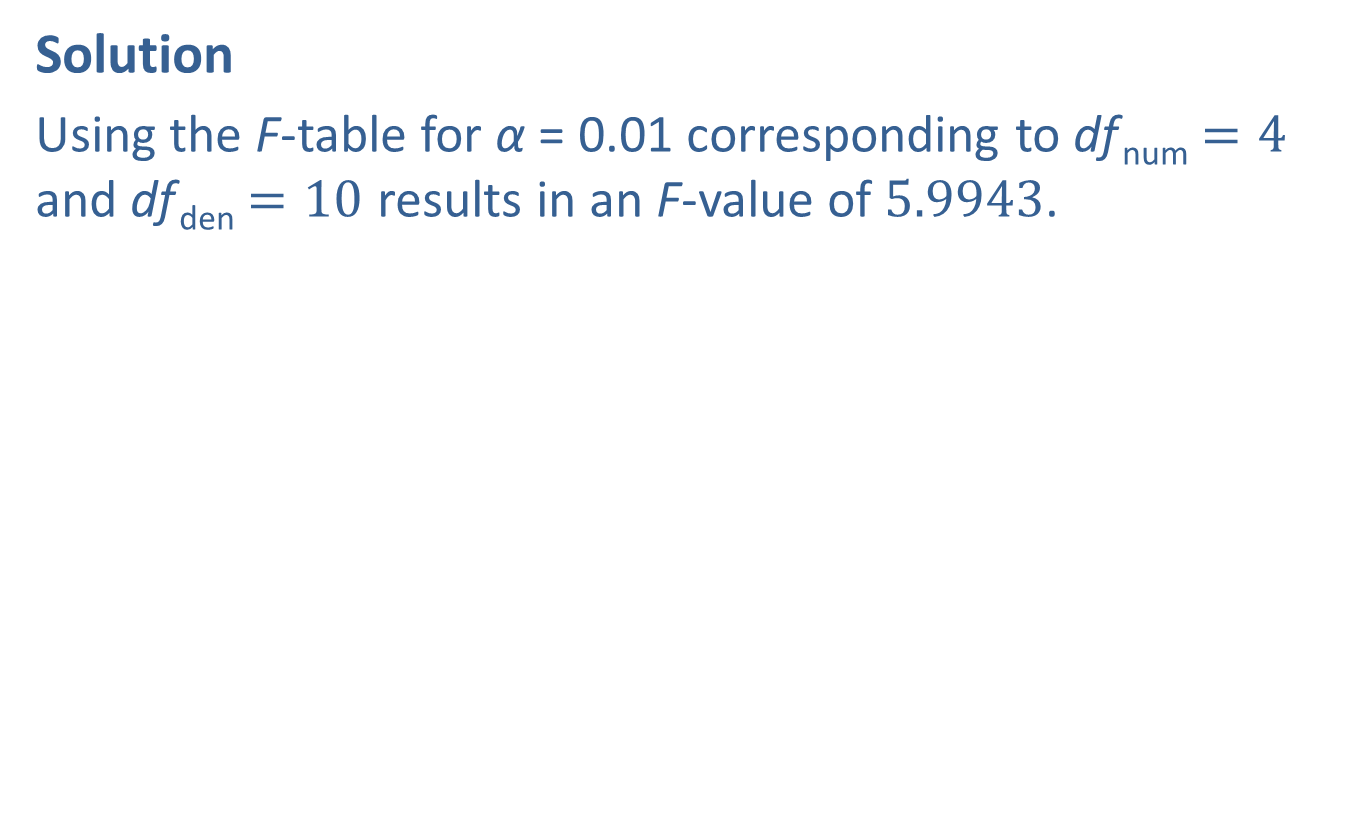 Solution
Using the F-table for α = 0.01 corresponding to df num = 4
and df den = 10 results in an F-value of 5.9943.